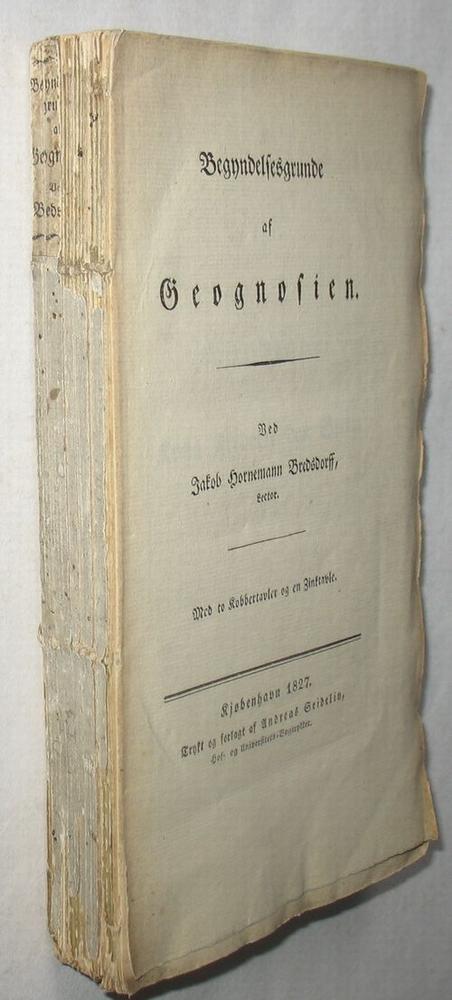 Begyndelsesgrunde
af
Geognosien.
Ved
Jakob Hornemann Bredsdorff,
Lector.
Med to Kobbertavler og en Zinktavle.
Kjøbenhavn 1827.
Trykt og forlagt af Andreas Seidelin,
Hof- og Universitets-Bogtrykker.